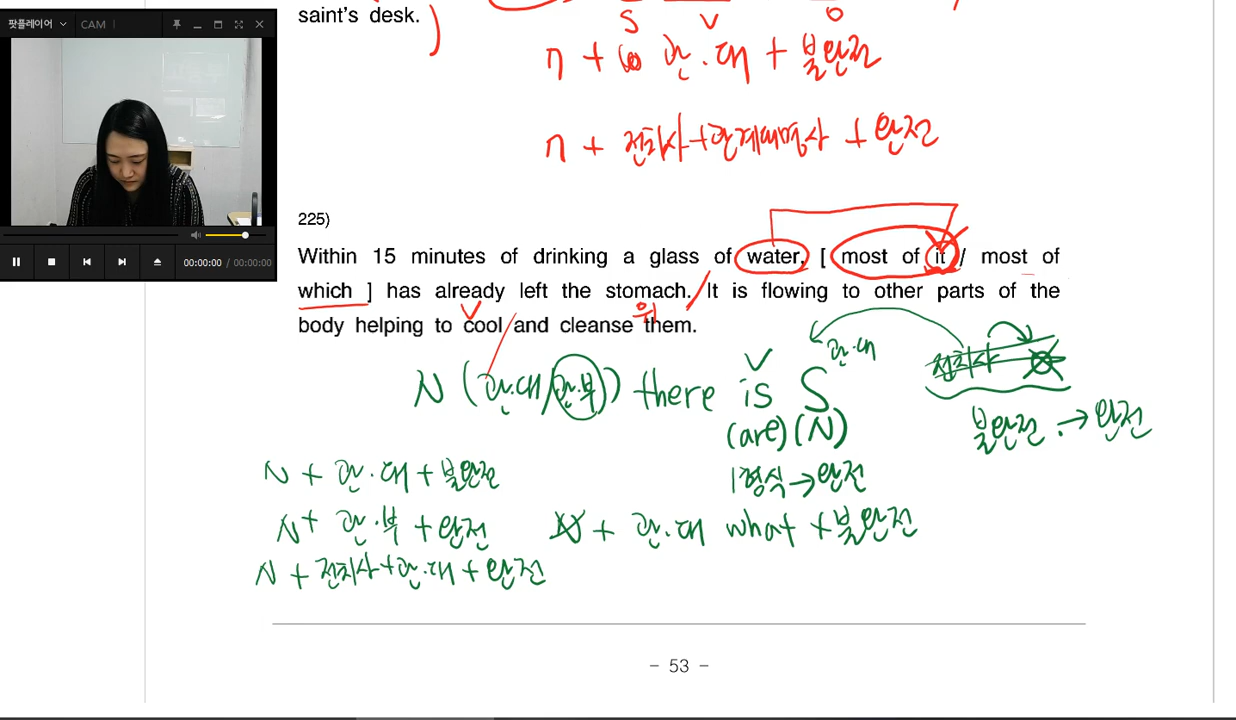 팟플레이어 CAM
00:00:00 / 00:00:00
saint's desk.
S V O
n + 관·대 + 불완전
n + 전치사+관계대명사 + 완전
225)
Within 15 minutes of drinking a glass of water, [ most of it / most of
which ] has already left the stomach. It is flowing to other parts of the
V 워
body helping to cool and cleanse them.
관·대
N (관·대/관·부) there is S
V
전치사
(are) (N)
불완전 → 완전
N + 관·대 + 불완전
1형식 → 완전
N + 관·부 + 완전
N + 관·대 what + 불완전
N + 전치사+관·대 + 완전
- 53 -